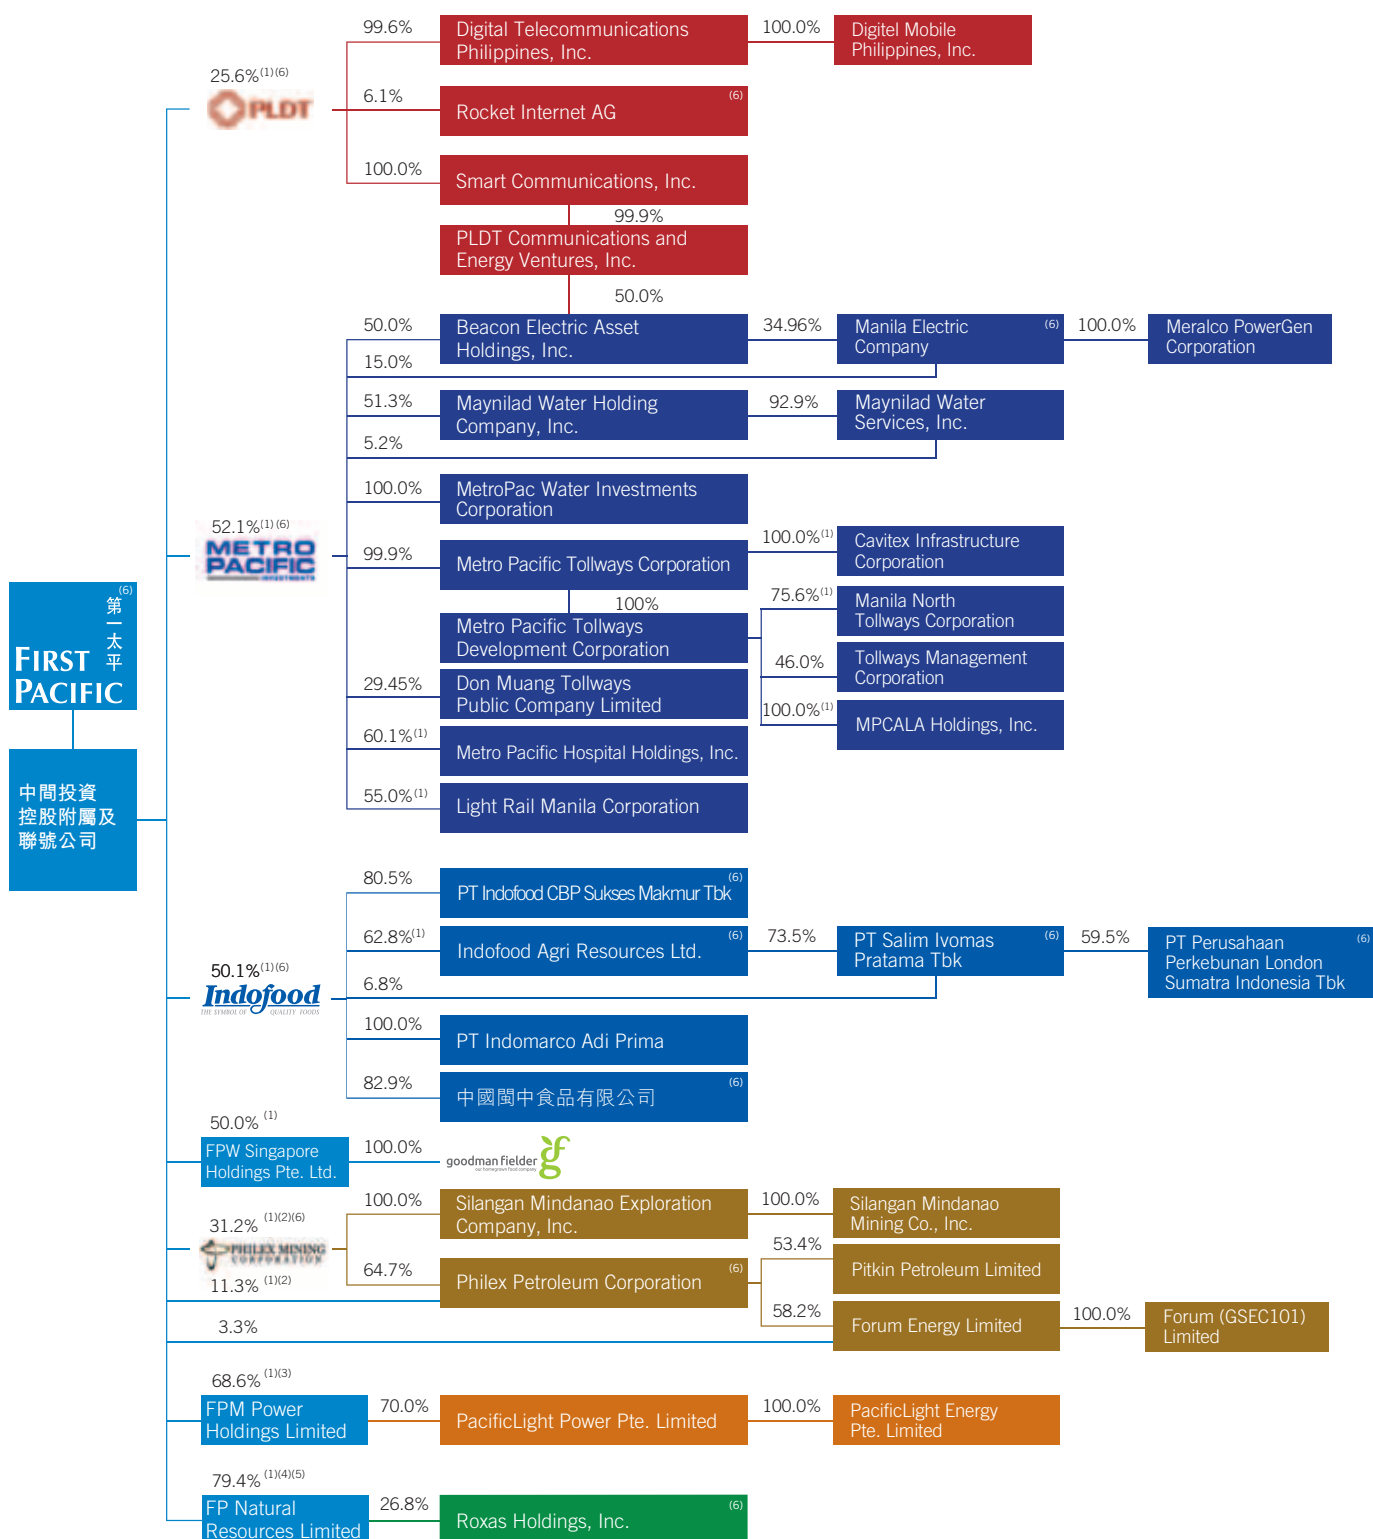 99.6%
Digital Telecommunications
Philippines, Inc.
100.0%
Digitel Mobile
Philippines, Inc.
25.6%(1)(6)
PLDT
6.1%
Rocket Internet AG
(6)
100.0%
Smart Communications, Inc.
99.9%
PLDT Communications and
Energy Ventures, Inc.
50.0%
50.0%
Beacon Electric Asset
Holdings, Inc.
34.96%
Manila Electric
Company
(6)
100.0%
Meralco PowerGen
Corporation
15.0%
51.3%
Maynilad Water Holding
Company, Inc.
92.9%
Maynilad Water
Services, Inc.
5.2%
100.0%
MetroPac Water Investments
Corporation
52.1%(1)(6)
METRO
PACIFIC
INVESTMENTS
99.9%
Metro Pacific Tollways Corporation
100.0%(1)
Cavitex Infrastructure
Corporation
100%
Metro Pacific Tollways
Development Corporation
75.6%(1)
Manila North
Tollways Corporation
46.0%
Tollways Management
Corporation
100.0%(1)
MPCALA Holdings, Inc.
29.45%
Don Muang Tollways
Public Company Limited
60.1%(1)
Metro Pacific Hospital Holdings, Inc.
55.0%(1)
Light Rail Manila Corporation
(6)
第一太平
FIRST
PACIFIC
中間投資
控股附屬及
聯號公司
80.5%
PT Indofood CBP Sukses Makmur Tbk
(6)
62.8%(1)
Indofood Agri Resources Ltd.
(6)
73.5%
PT Salim Ivomas
Pratama Tbk
(6)
59.5%
PT Perusahaan
Perkebunan London
Sumatra Indonesia Tbk
(6)
50.1%(1)(6)
Indofood
THE SYMBOL OF QUALITY FOODS
6.8%
100.0%
PT Indomarco Adi Prima
82.9%
中國閩中食品有限公司
(6)
50.0% (1)
FPW Singapore
Holdings Pte. Ltd.
100.0%
goodman fielder
our homegrown food company
gf
31.2% (1)(2)(6)
PHILEX MINING
CORPORATION
100.0%
Silangan Mindanao Exploration
Company, Inc.
100.0%
Silangan Mindanao
Mining Co., Inc.
64.7%
Philex Petroleum Corporation
(6)
53.4%
Pitkin Petroleum Limited
11.3% (1)(2)
58.2%
Forum Energy Limited
100.0%
Forum (GSEC101)
Limited
3.3%
68.6% (1)(3)
FPM Power
Holdings Limited
70.0%
PacificLight Power Pte. Limited
100.0%
PacificLight Energy
Pte. Limited
79.4% (1)(4)(5)
FP Natural
Resources Limited
26.8%
Roxas Holdings, Inc.
(6)